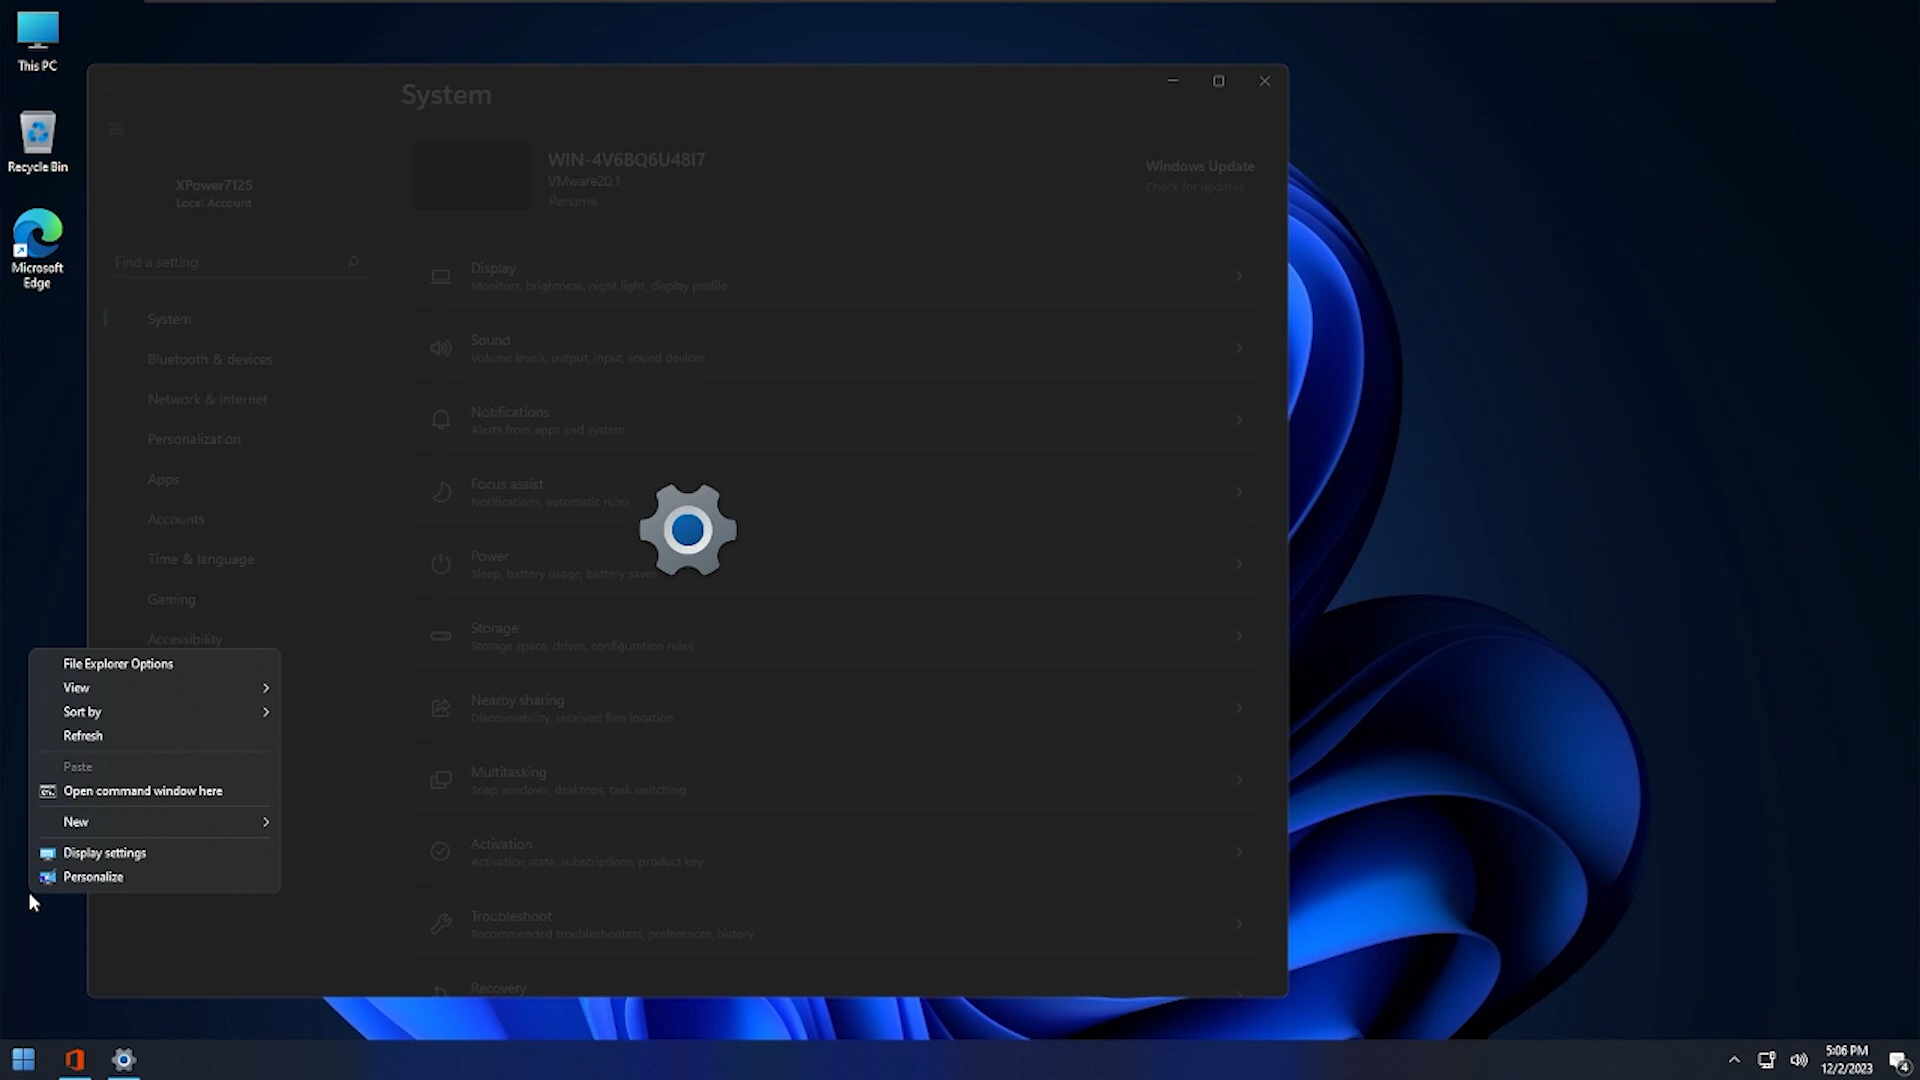 This PC
Recycle Bin
Microsoft
Edge
System
WIN-4V6BQ6U48I7
VMware20,1
Rename
Windows Update
Check for updates
XPower7125
Local Account
Find a setting
System
Bluetooth & devices
Network & internet
Personalization
Apps
Accounts
Time & language
Gaming
Accessibility
Display
Monitors, brightness, night light, display profile
Sound
Volume levels, output, input, sound devices
Notifications
Alerts from apps and system
Focus assist
Notifications, automatic rules
Power
Sleep, battery usage, battery saver
Storage
Storage space, drives, configuration rules
Nearby sharing
Discoverability, received files location
Multitasking
Snap windows, desktops, task switching
Activation
Activation state, subscriptions, product key
Troubleshoot
Recommended troubleshooters, preferences, history
Recovery
File Explorer Options
View
Sort by
Refresh
Paste
Open command window here
New
Display settings
Personalize
5:06 PM
12/2/2023
4